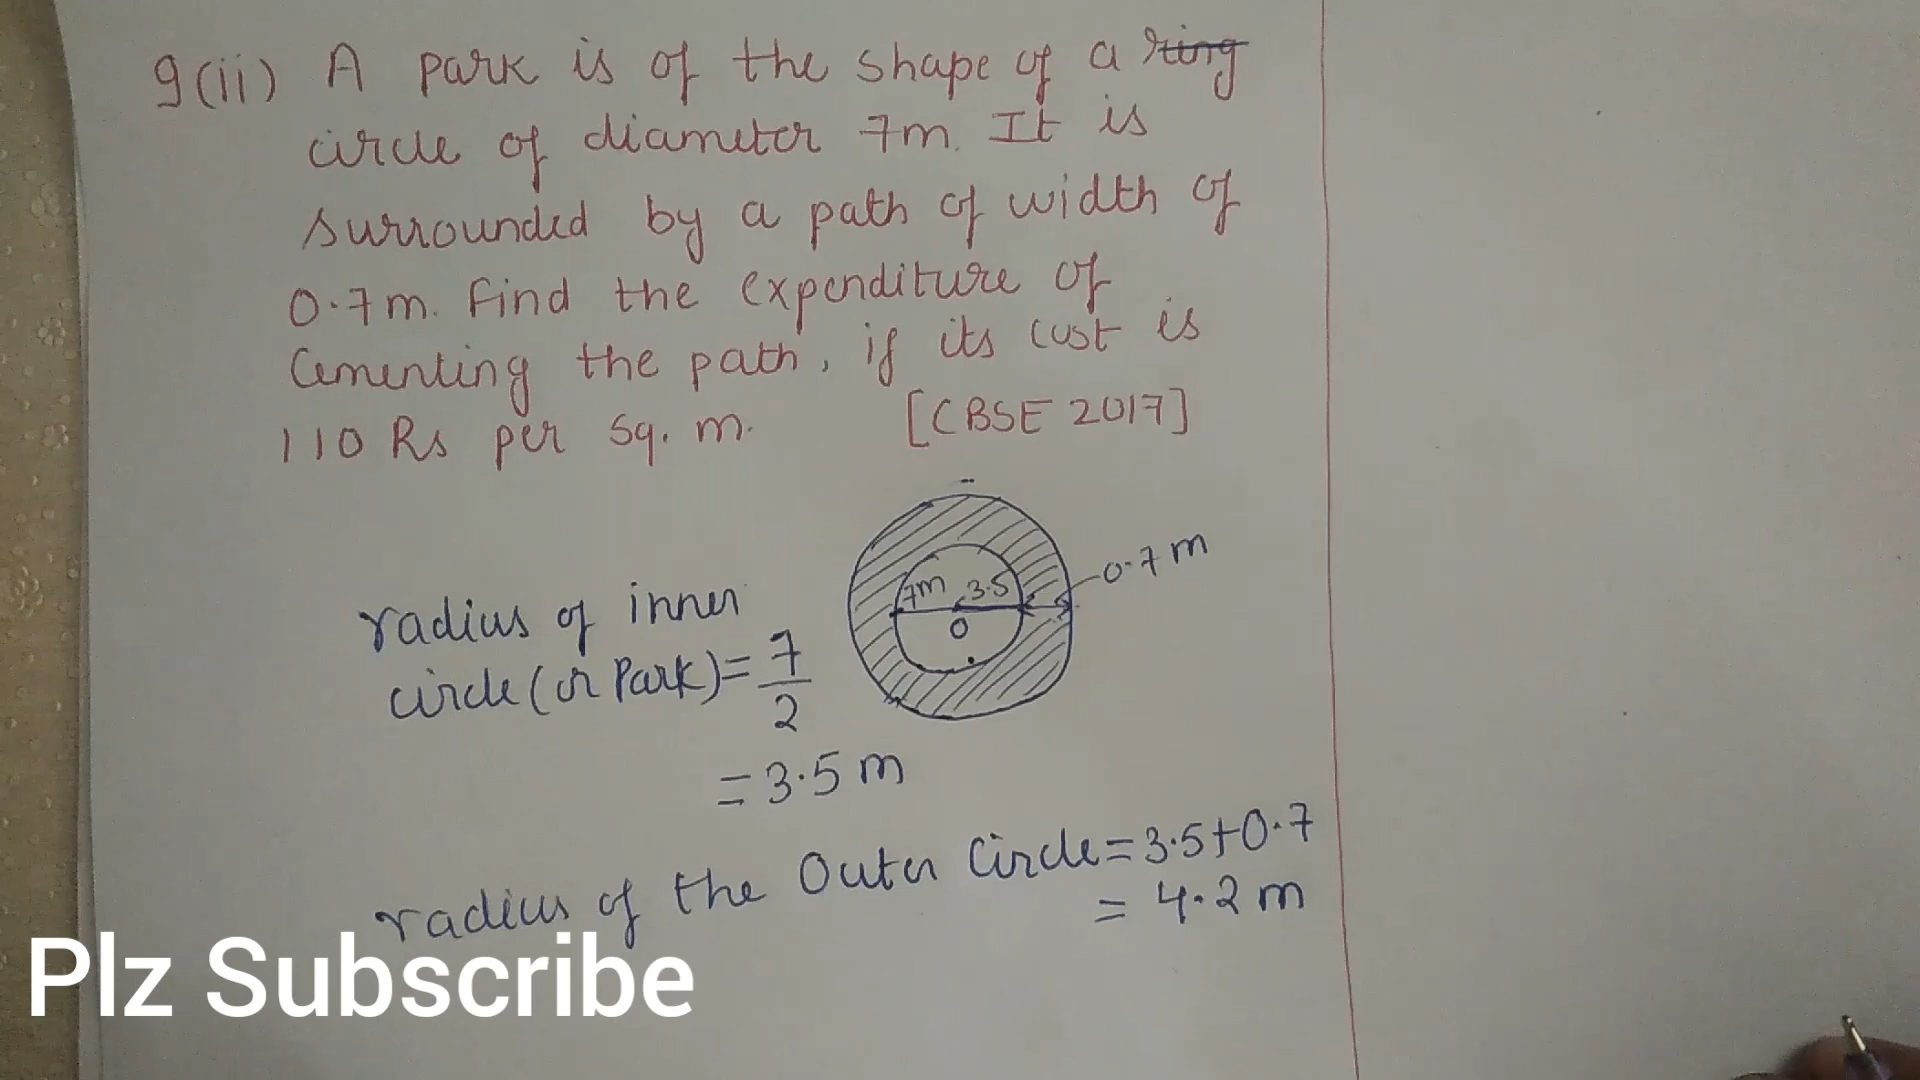 9(ii) A park is of the shape of a ring
circle of diameter 7m. It is
surrounded by a path of width of
0.7m. Find the expenditure of
Cementing the path, if its cost is
110 Rs per sq. m. [CBSE 2017]
0.7 m
7m 3.5
O
radius of inner
circle (or Park) = 7/2
= 3.5 m
radius of the Outer Circle = 3.5+0.7
= 4.2 m
Plz Subscribe